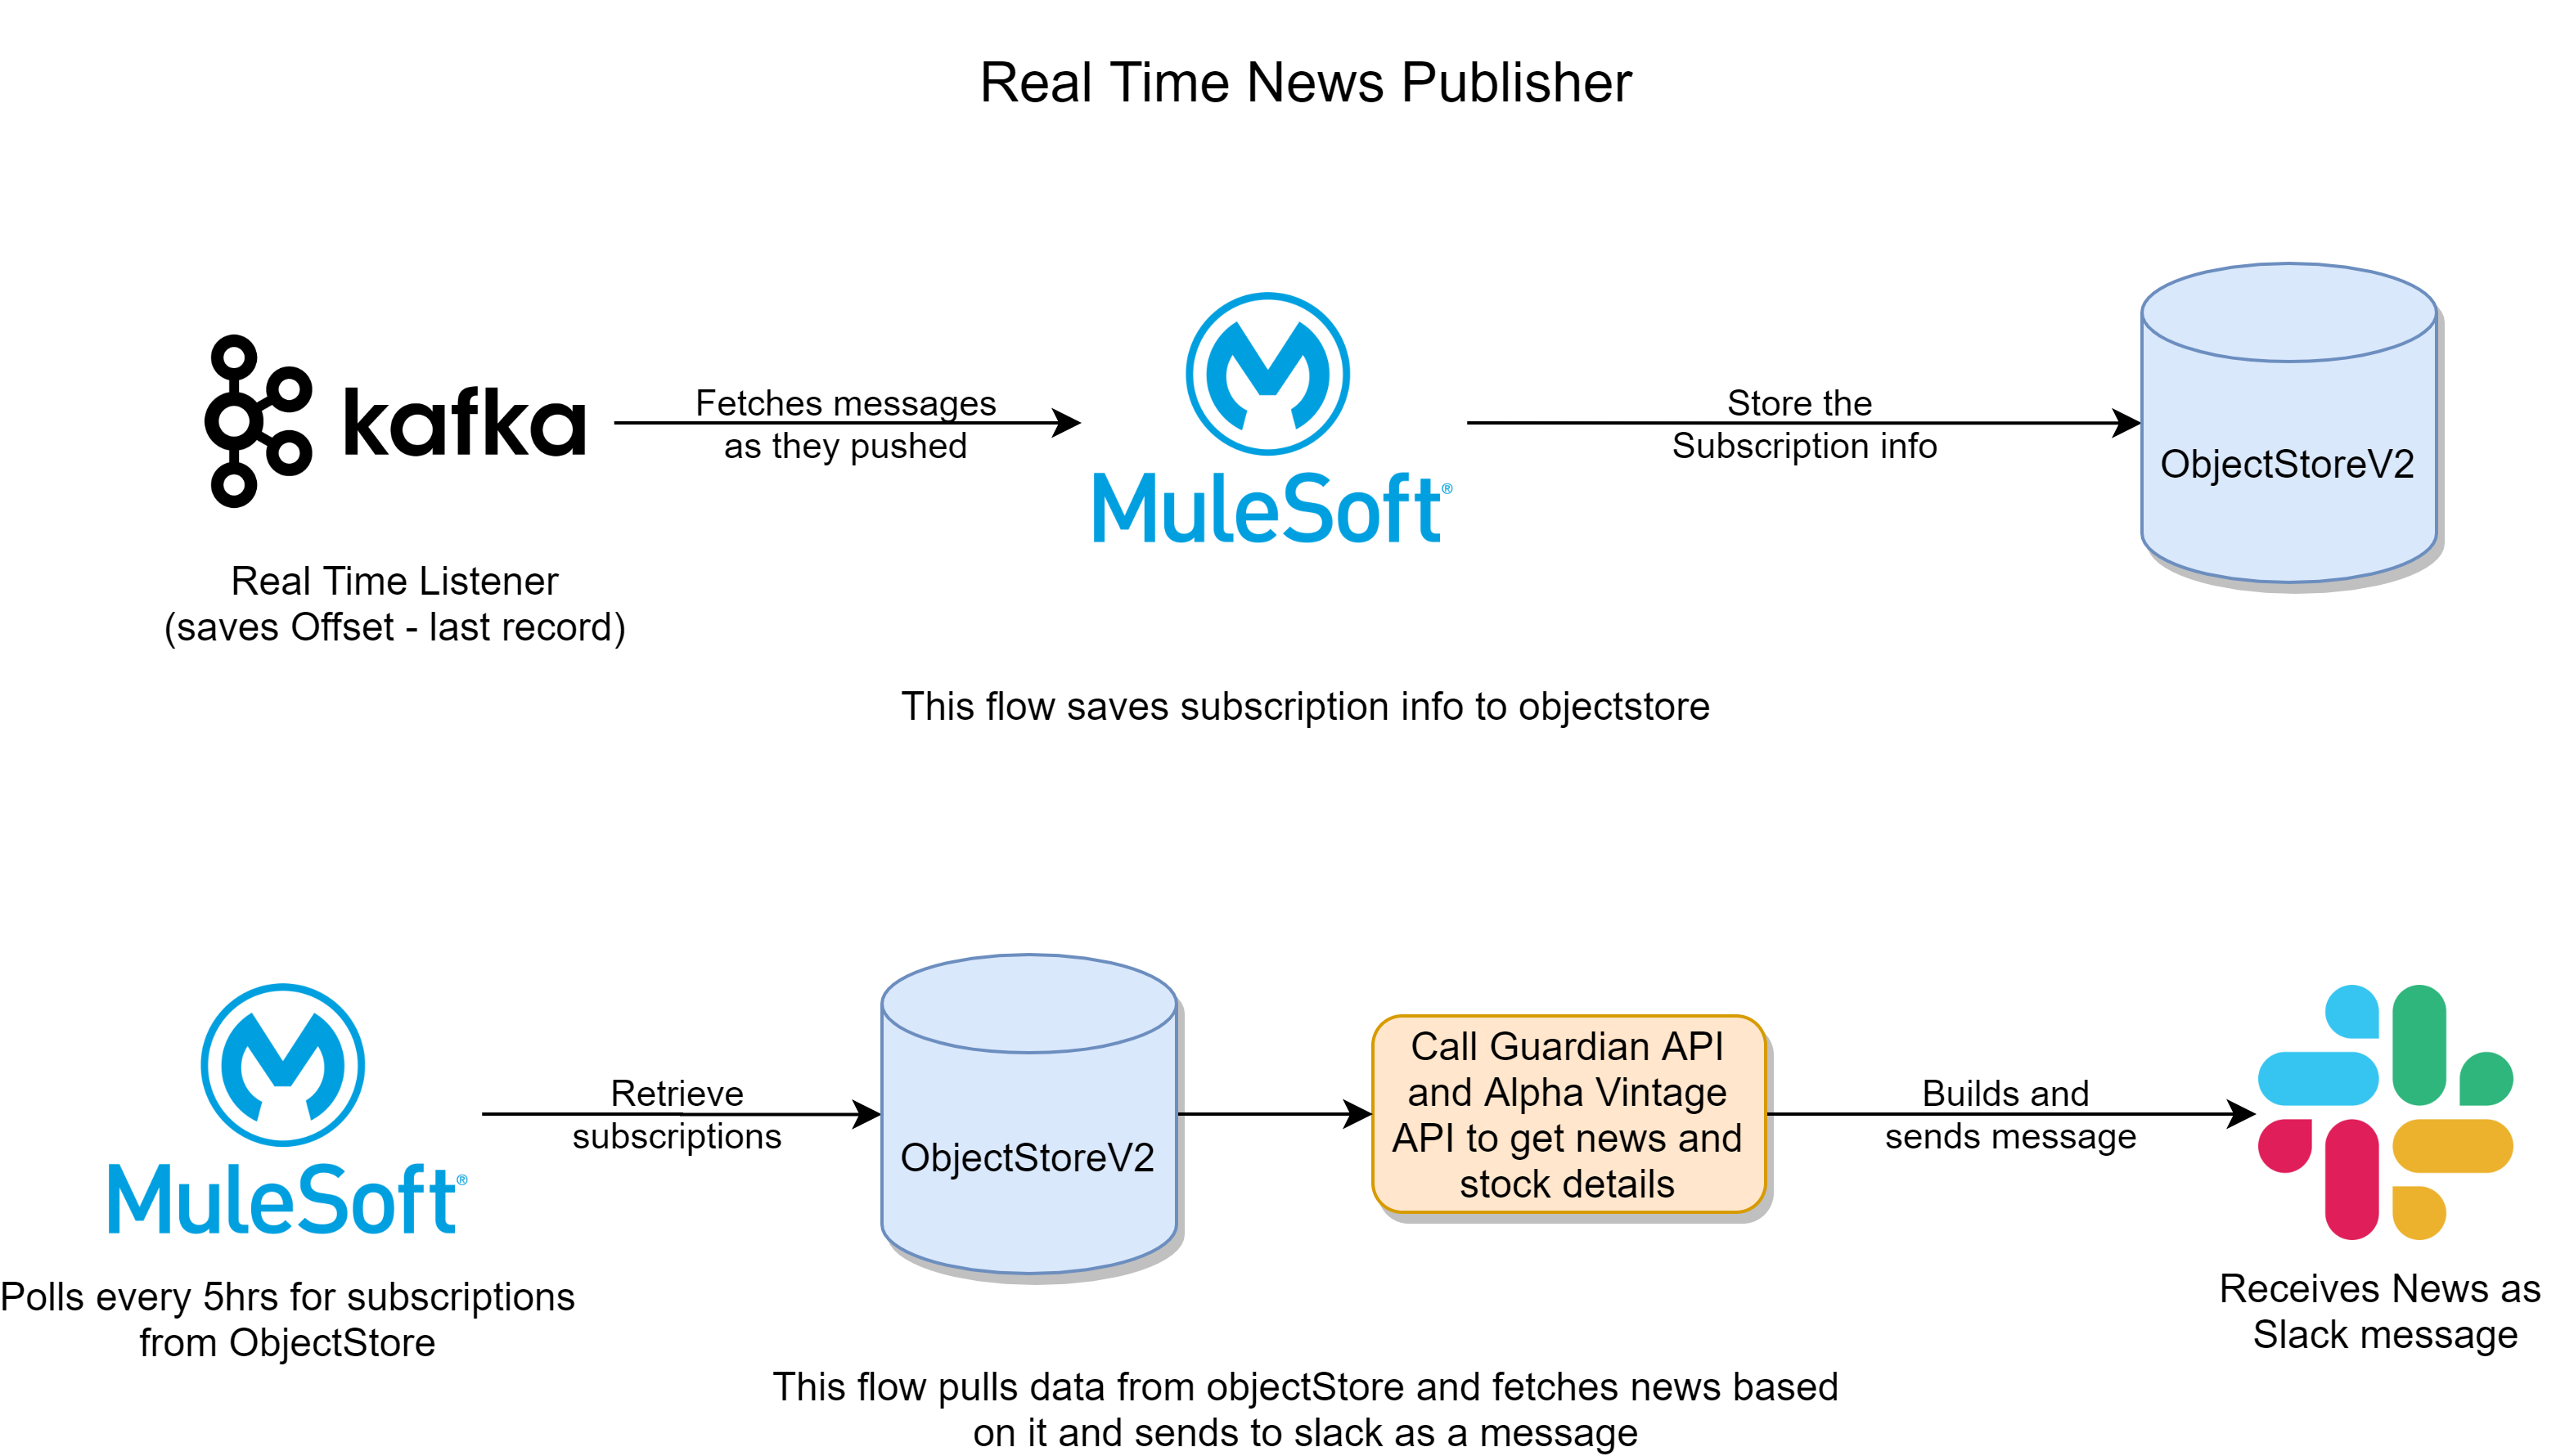 Real Time News Publisher
kafka
Fetches messages
as they pushed
MuleSoft®
Store the
Subscription info
ObjectStoreV2
Real Time Listener
(saves Offset - last record)
This flow saves subscription info to objectstore
MuleSoft®
Retrieve
subscriptions
ObjectStoreV2
Call Guardian API
and Alpha Vintage
API to get news and
stock details
Builds and
sends message
Polls every 5hrs for subscriptions
from ObjectStore
Receives News as
Slack message
This flow pulls data from objectStore and fetches news based
on it and sends to slack as a message